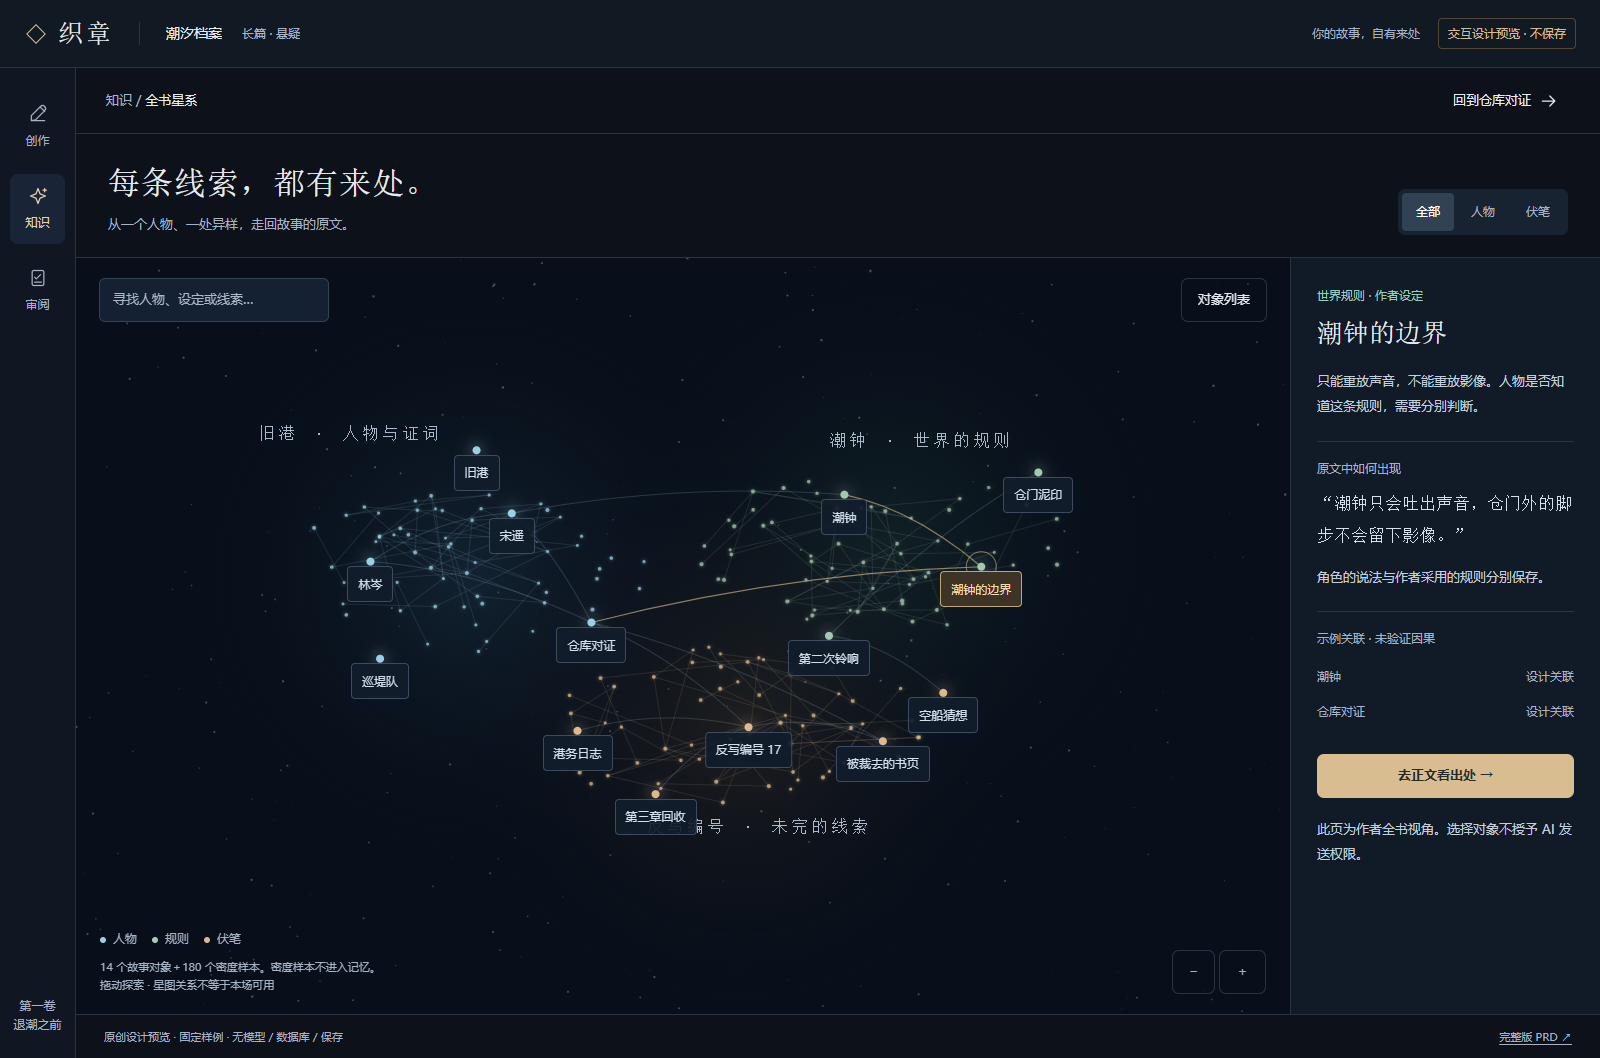 织章
潮汐档案
长篇 · 悬疑
你的故事，自有来处
交互设计预览 · 不保存
创作
知识
审阅
第一卷
退潮之前
知识 / 全书星系
回到仓库对证 →
每条线索，都有来处。
从一个人物、一处异样，走回故事的原文。
全部
人物
伏笔
寻找人物、设定或线索...
对象列表
旧港 · 人物与证词
潮钟 · 世界的规则
旧港
仓门泥印
潮钟
宋遥
林岑
潮钟的边界
仓库对证
第二次铃响
巡堤队
空船猜想
港务日志
反写编号 17
被裁去的书页
第三章回收
编号 · 未完的线索
人物
规则
伏笔
14 个故事对象 + 180 个密度样本。密度样本不进入记忆。
拖动探索 · 星图关系不等于本场可用
−
+
世界规则 · 作者设定
潮钟的边界
只能重放声音，不能重放影像。人物是否知
道这条规则，需要分别判断。
原文中如何出现
“潮钟只会吐出声音，仓门外的脚
步不会留下影像。”
角色的说法与作者采用的规则分别保存。
示例关联 · 未验证因果
潮钟 设计关联
仓库对证 设计关联
去正文看出处 →
此页为作者全书视角。选择对象不授予 AI 发
送权限。
原创设计预览 · 固定样例 · 无模型 / 数据库 / 保存
完整版 PRD ↗